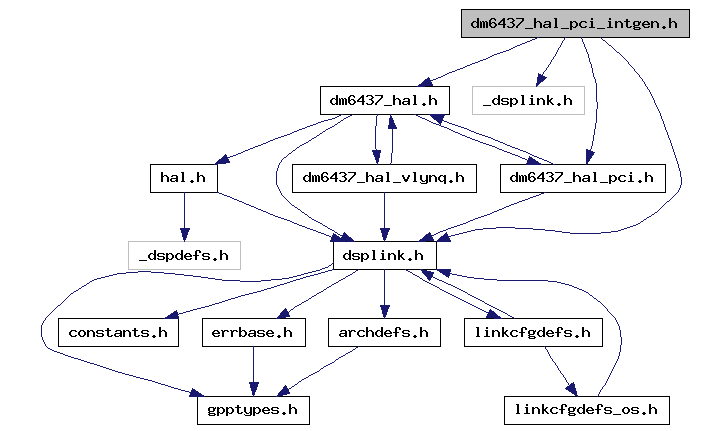 dm6437_hal_pci_intgen.h
dm6437_hal.h
_dsplink.h
hal.h
dm6437_hal_vlynq.h
dm6437_hal_pci.h
_dspdefs.h
dsplink.h
constants.h
errbase.h
archdefs.h
linkcfgdefs.h
gpptypes.h
linkcfgdefs_os.h